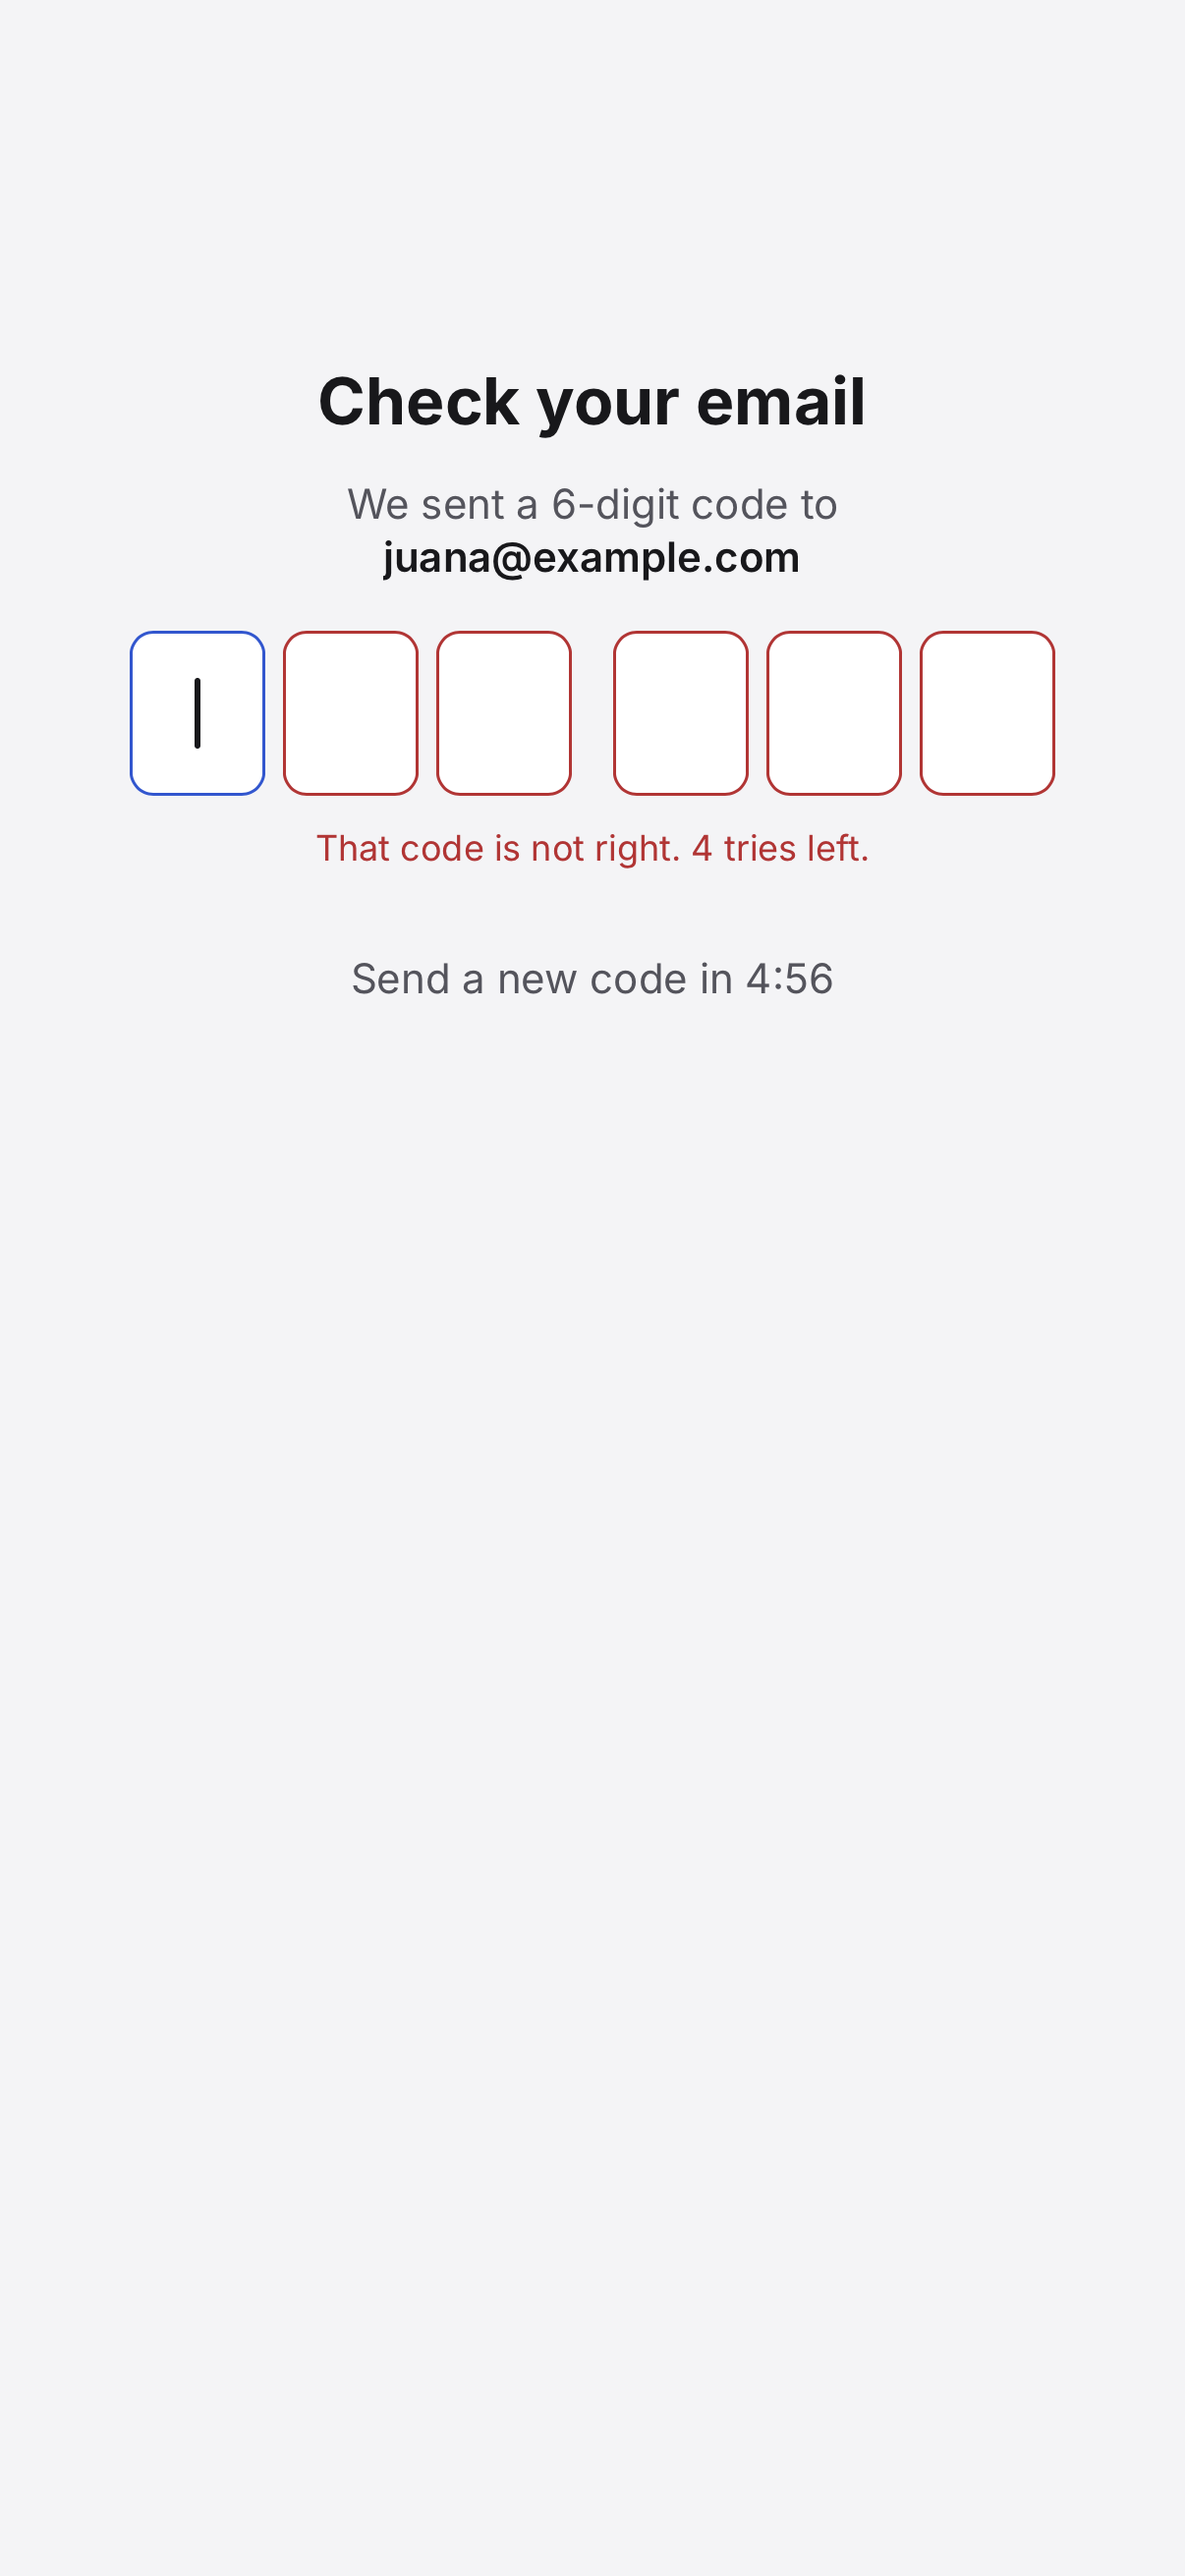 Check your email
We sent a 6-digit code to
juana@example.com
That code is not right. 4 tries left.
Send a new code in 4:56